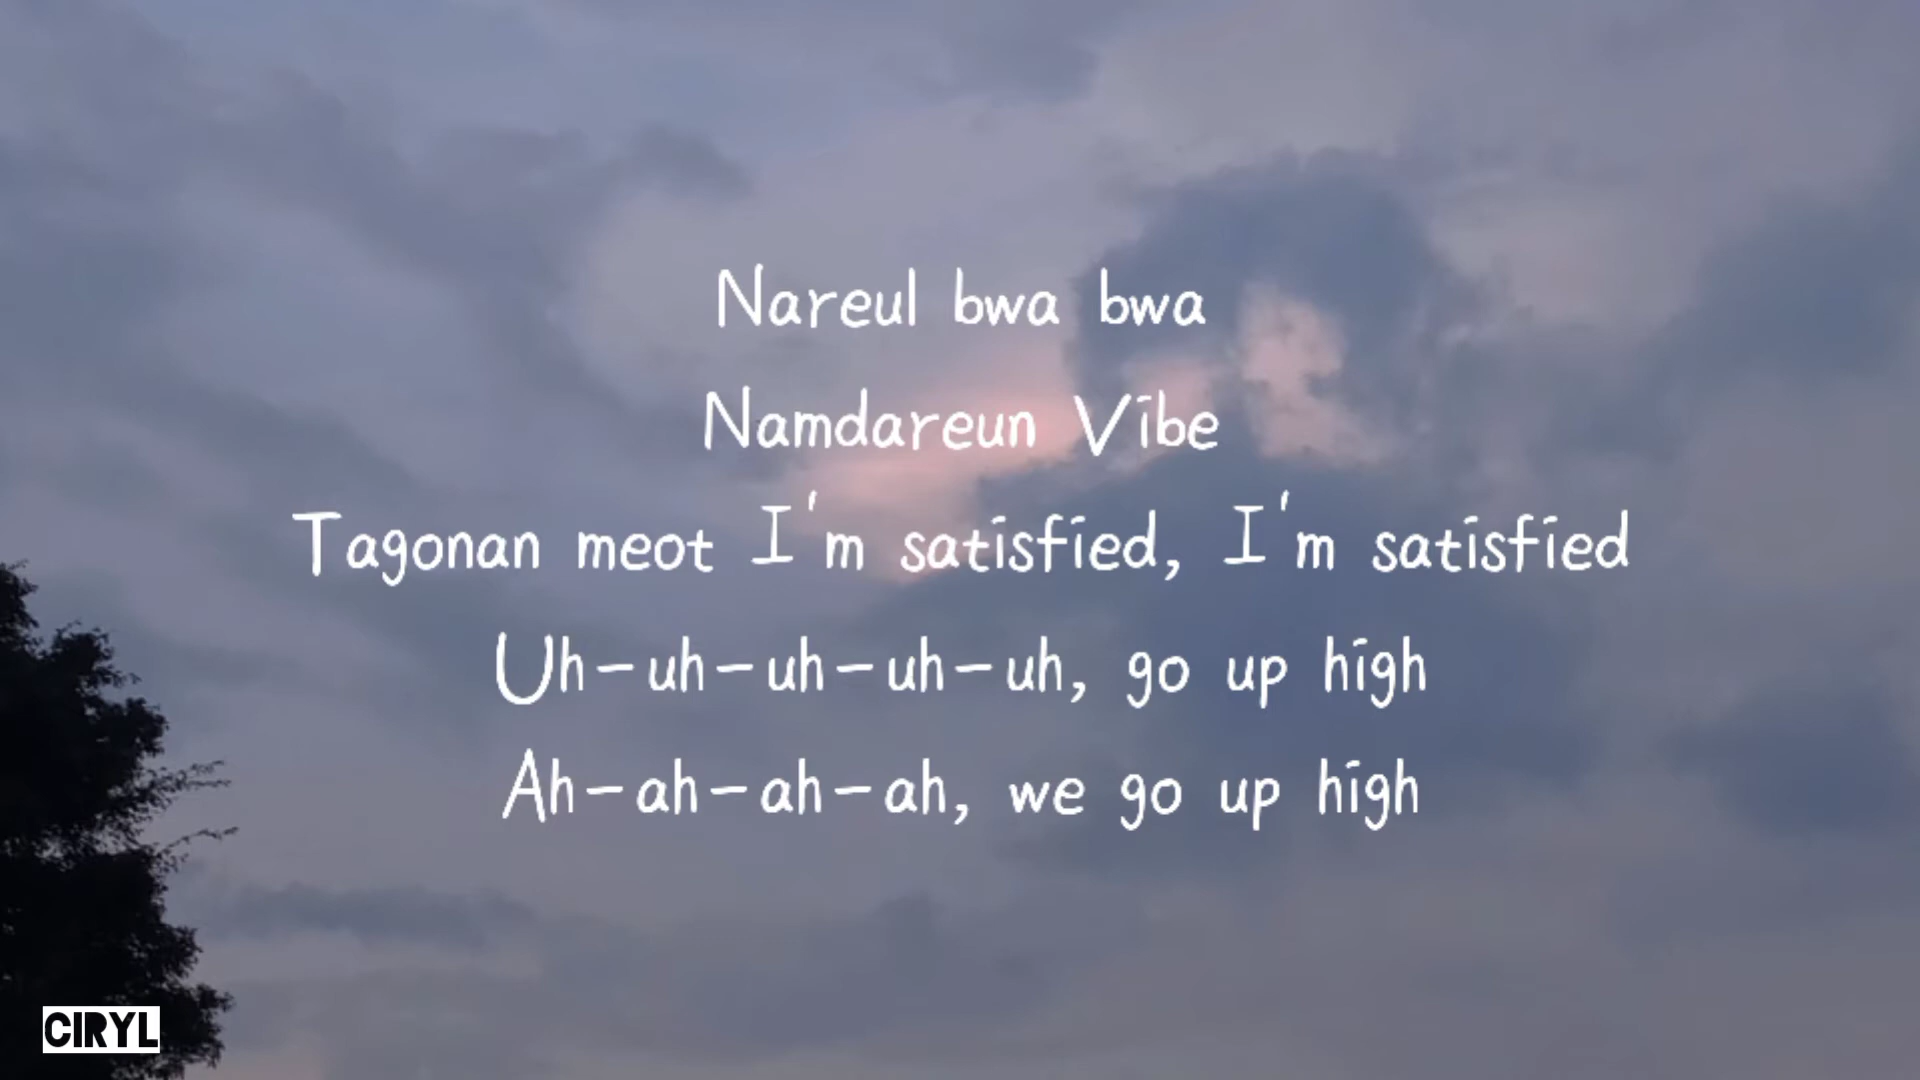 Nareul bwa bwa
Namdareun Vibe
Tagonan meot I'm satisfied, I'm satisfied
Uh-uh-uh-uh-uh, go up high
Ah-ah-ah-ah, we go up high
CIRYL